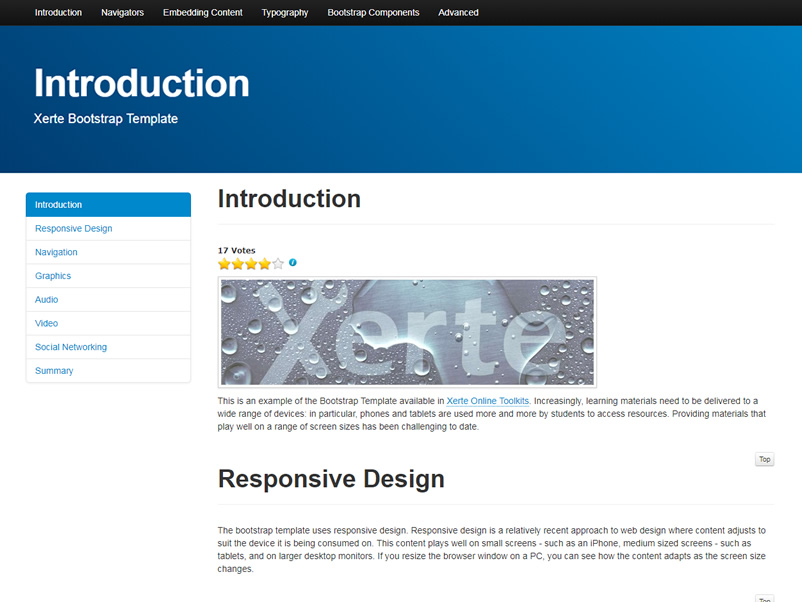 Introduction Navigators Embedding Content Typography Bootstrap Components Advanced
Introduction
Xerte Bootstrap Template
Introduction
Responsive Design
Navigation
Graphics
Audio
Video
Social Networking
Summary
Introduction
17 Votes
Xerte
This is an example of the Bootstrap Template available in Xerte Online Toolkits. Increasingly, learning materials need to be delivered to a
wide range of devices: in particular, phones and tablets are used more and more by students to access resources. Providing materials that
play well on a range of screen sizes has been challenging to date.
Top
Responsive Design
The bootstrap template uses responsive design. Responsive design is a relatively recent approach to web design where content adjusts to
suit the device it is being consumed on. This content plays well on small screens - such as an iPhone, medium sized screens - such as
tablets, and on larger desktop monitors. If you resize the browser window on a PC, you can see how the content adapts as the screen size
changes.
Top